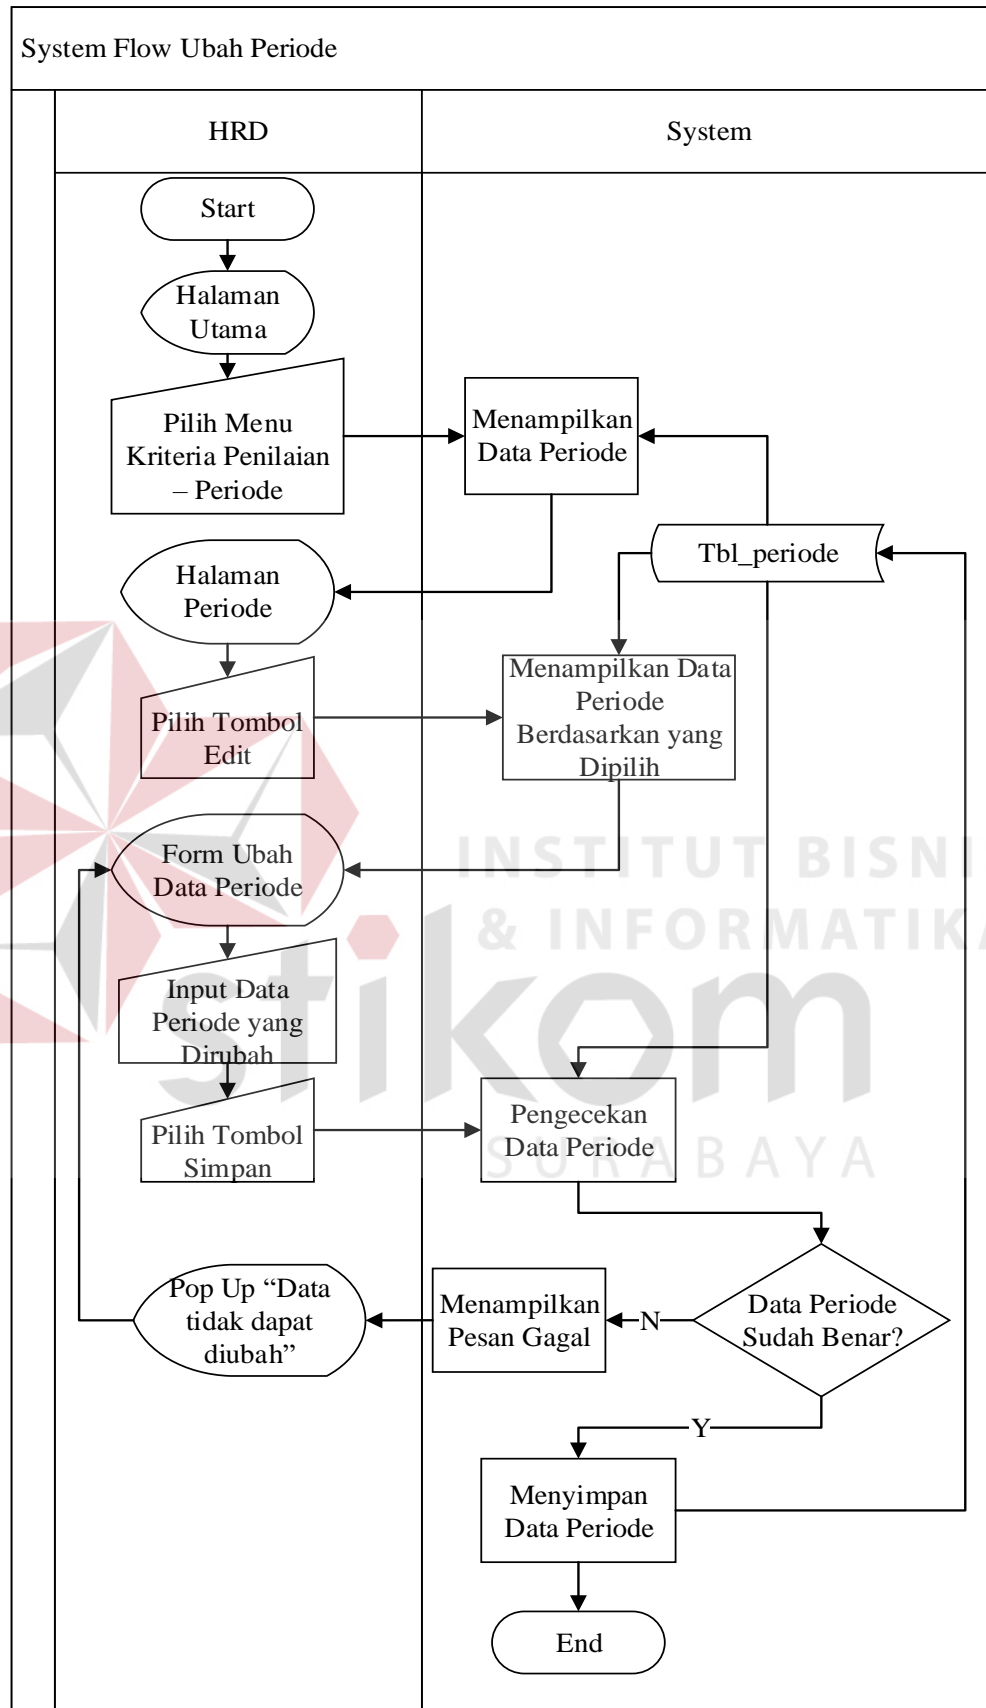 System Flow Ubah Periode
HRD
System
Start
Halaman
Utama
Pilih Menu
Kriteria Penilaian
– Periode
Menampilkan
Data Periode
Tbl_periode
Halaman
Periode
Menampilkan Data
Periode
Berdasarkan yang
Dipilih
Pilih Tombol
Edit
Form Ubah
Data Periode
INSTITUT BISNI
& INFORMATIKA
stikom
SURABAYA
Input Data
Periode yang
Dirubah
Pilih Tombol
Simpan
Pengecekan
Data Periode
Data Periode
Sudah Benar?
N
Menampilkan
Pesan Gagal
Pop Up “Data
tidak dapat
diubah”
Y
Menyimpan
Data Periode
End